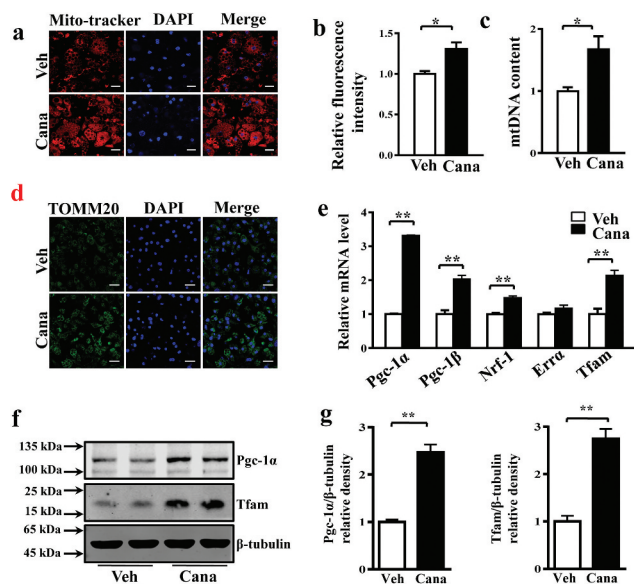 a
Mito-tracker DAPI Merge
Veh
Cana
b
Relative fluorescence
intensity
1.5
1.0
0.5
0.0
*
Veh Cana
c
mtDNA content
2
1
0
*
Veh Cana
d
TOMM20 DAPI Merge
Veh
Cana
e
Relative mRNA level
4
3
2
1
0
** ** ** **
Veh
Cana
Pgc-1α Pgc-1β Nrf-1 Errα Tfam
f
135 kDa
100 kDa
25 kDa
15 kDa
65 kDa
45 kDa
Pgc-1α
Tfam
β-tubulin
Veh Cana
g
Pgc-1α/β-tubulin
relative density
3
2
1
0
**
Veh Cana
Tfam/β-tubulin
relative density
3
2
1
0
**
Veh Cana